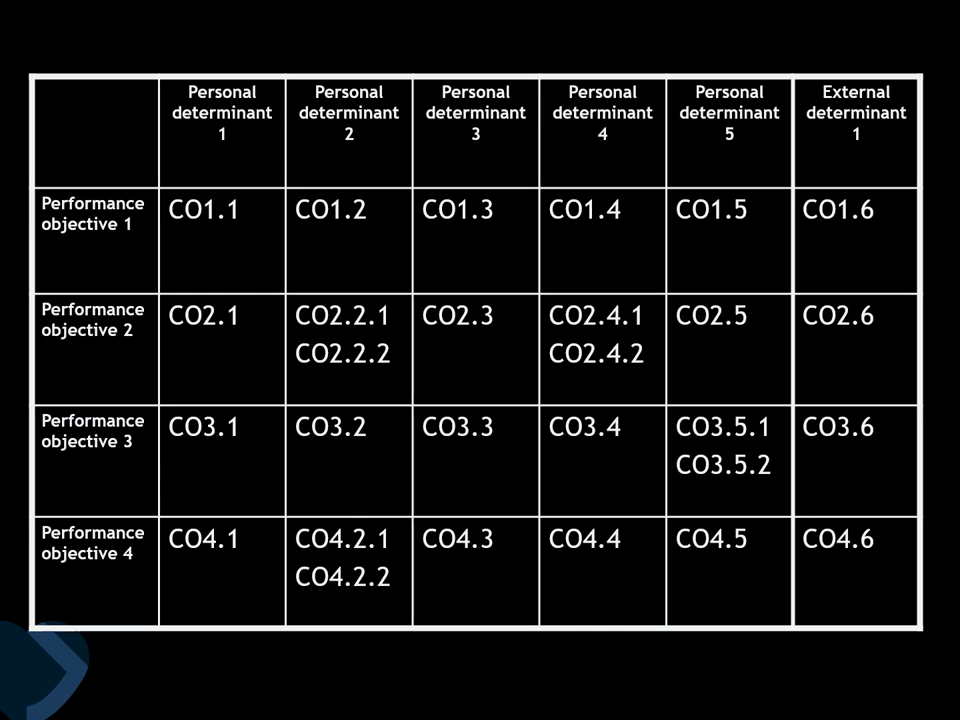 Personal
determinant
1
Personal
determinant
2
Personal
determinant
3
Personal
determinant
4
Personal
determinant
5
External
determinant
1
Performance
objective 1
CO1.1
CO1.2
CO1.3
CO1.4
CO1.5
CO1.6
Performance
objective 2
CO2.1
CO2.2.1
CO2.2.2
CO2.3
CO2.4.1
CO2.4.2
CO2.5
CO2.6
Performance
objective 3
CO3.1
CO3.2
CO3.3
CO3.4
CO3.5.1
CO3.5.2
CO3.6
Performance
objective 4
CO4.1
CO4.2.1
CO4.2.2
CO4.3
CO4.4
CO4.5
CO4.6